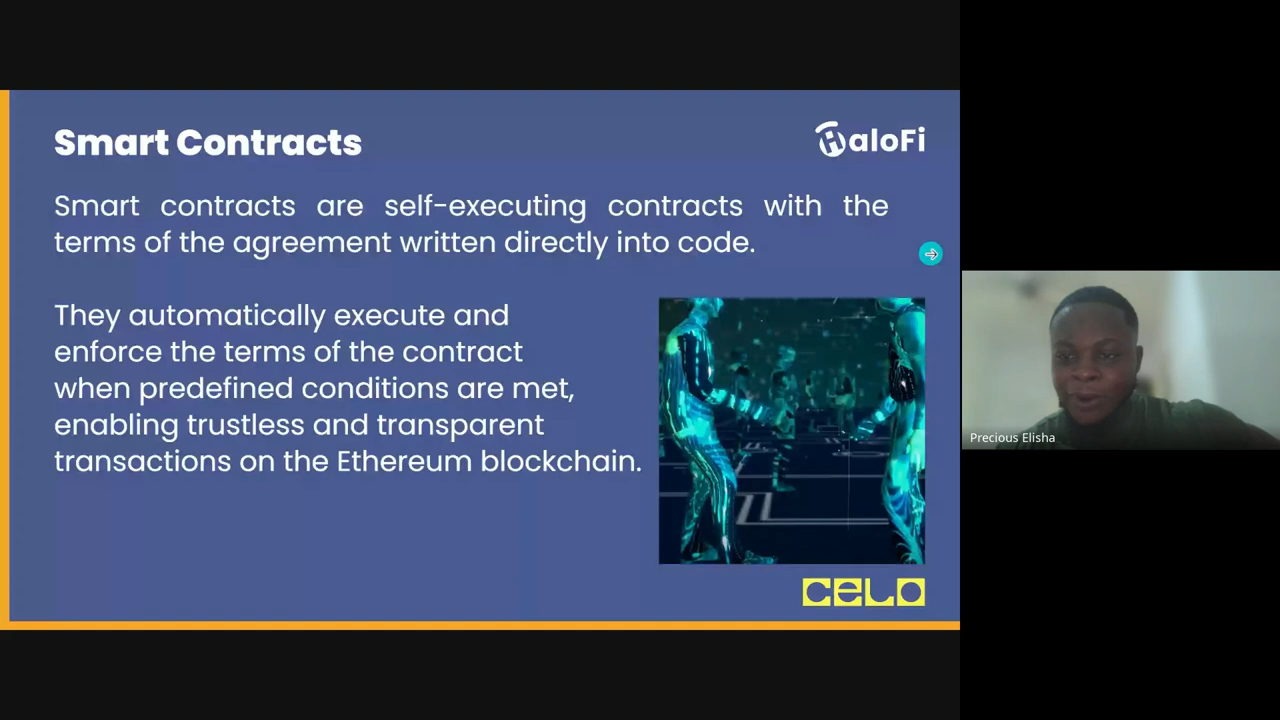 Smart Contracts
HaloFi
Smart contracts are self-executing contracts with the
terms of the agreement written directly into code.
They automatically execute and
enforce the terms of the contract
when predefined conditions are met,
enabling trustless and transparent
transactions on the Ethereum blockchain.
Precious Elisha
CELO